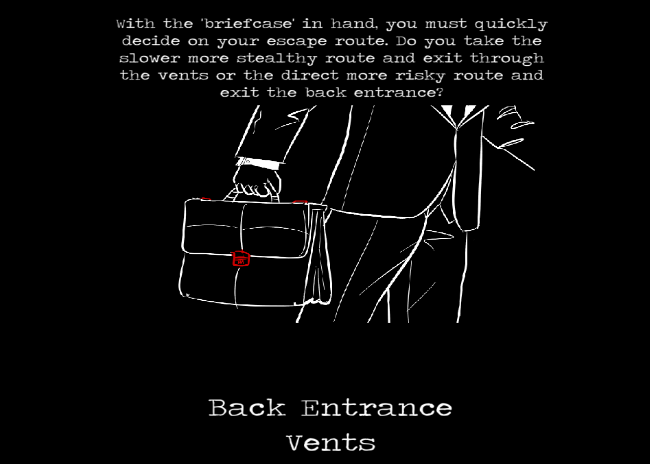 With the 'briefcase' in hand, you must quickly
decide on your escape route. Do you take the
slower more stealthy route and exit through
the vents or the direct more risky route and
exit the back entrance?
Back Entrance
Vents